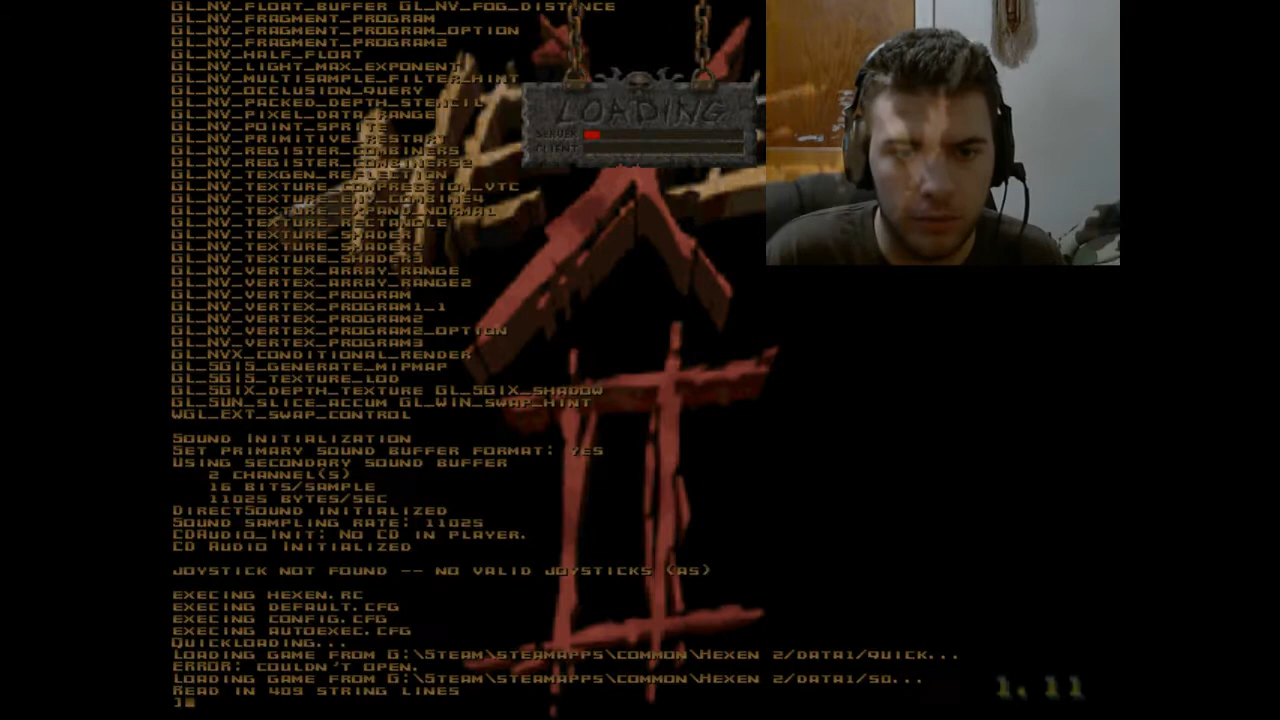 GL_NV_FLOAT_BUFFER GL_NV_FOG_DISTANCE
GL_NV_FRAGMENT_PROGRAM
GL_NV_FRAGMENT_PROGRAM_OPTION
GL_NV_FRAGMENT_PROGRAM2
GL_NV_HALF_FLOAT
GL_NV_LIGHT_MAX_EXPONENT
GL_NV_MULTISAMPLE_FILTER_HINT
GL_NV_OCCLUSION_QUERY
GL_NV_PACKED_DEPTH_STENCIL
GL_NV_PIXEL_DATA_RANGE
GL_NV_POINT_SPRITE
GL_NV_PRIMITIVE_RESTART
GL_NV_REGISTER_COMBINERS
GL_NV_REGISTER_COMBINERS2
GL_NV_TEXGEN_REFLECTION
GL_NV_TEXTURE_COMPRESSION_VTC
GL_NV_TEXTURE_ENV_COMBINE4
GL_NV_TEXTURE_EXPAND_NORMAL
GL_NV_TEXTURE_RECTANGLE
GL_NV_TEXTURE_SHADER
GL_NV_TEXTURE_SHADER2
GL_NV_TEXTURE_SHADER3
GL_NV_VERTEX_ARRAY_RANGE
GL_NV_VERTEX_ARRAY_RANGE2
GL_NV_VERTEX_PROGRAM
GL_NV_VERTEX_PROGRAM1_1
GL_NV_VERTEX_PROGRAM2
GL_NV_VERTEX_PROGRAM2_OPTION
GL_NV_VERTEX_PROGRAM3
GL_NVX_CONDITIONAL_RENDER
GL_SGIS_GENERATE_MIPMAP
GL_SGIS_TEXTURE_LOD
GL_SGIX_DEPTH_TEXTURE GL_SGIX_SHADOW
GL_SUN_SLICE_ACCUM GL_WIN_SWAP_HINT
WGL_EXT_SWAP_CONTROL
LOADING
SERVER
CLIENT
SOUND INITIALIZATION
SET PRIMARY SOUND BUFFER FORMAT: YES
USING SECONDARY SOUND BUFFER
2 CHANNEL(S)
16 BITS/SAMPLE
11025 BYTES/SEC
DIRECTSOUND INITIALIZED
SOUND SAMPLING RATE: 11025
CDAUDIO_INIT: NO CD IN PLAYER.
CD AUDIO INITIALIZED
JOYSTICK NOT FOUND -- NO VALID JOYSTICKS (A5)
EXECING HEXEN.RC
EXECING DEFAULT.CFG
EXECING CONFIG.CFG
EXECING AUTOEXEC.CFG
QUICKLOADING...
LOADING GAME FROM G:\STEAM\STEAMAPPS\COMMON\HEXEN 2/DATA1/QUICK...
ERROR: COULDN'T OPEN.
LOADING GAME FROM G:\STEAM\STEAMAPPS\COMMON\HEXEN 2/DATA1/S0...
READ IN 409 STRING LINES
]
1.11